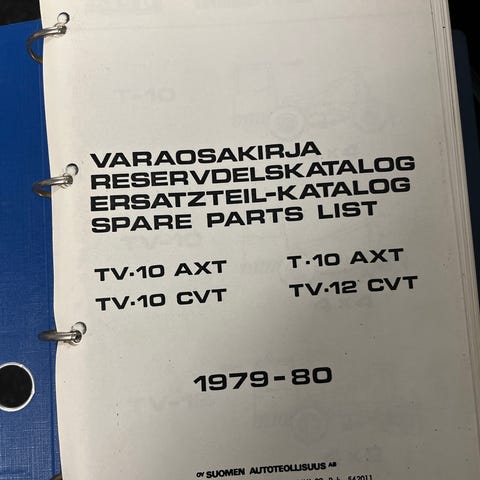 VARAOSAKIRJA
RESERVDELSKATALOG
ERSATZTEIL-KATALOG
SPARE PARTS LIST
TV-10 AXT T-10 AXT
TV-10 CVT TV-12 CVT
1979-80
OY SUOMEN AUTOTEOLLISUUS AB